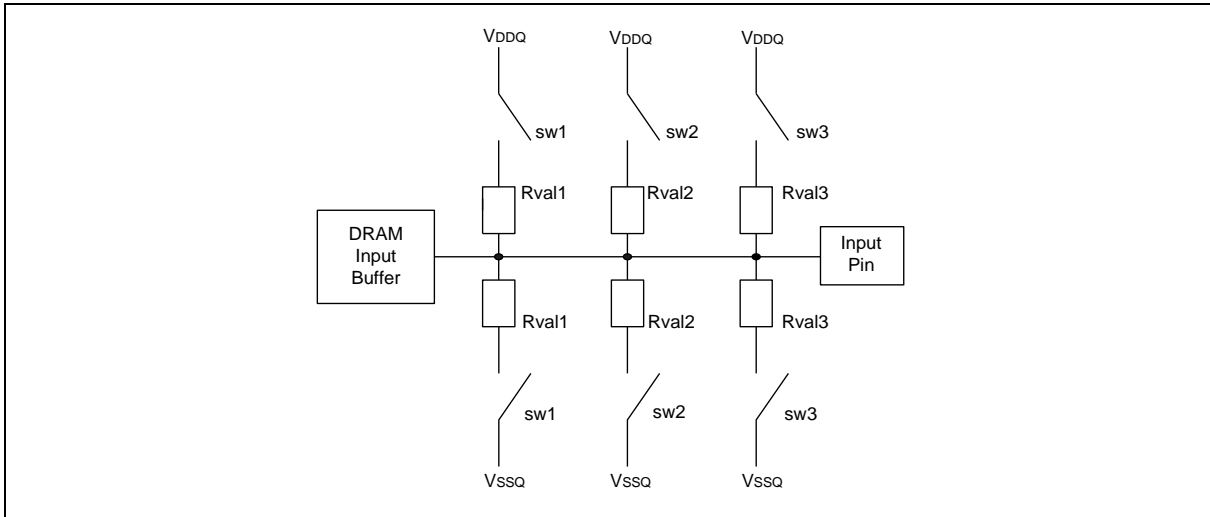 VDDQ VDDQ VDDQ
sw1 sw2 sw3
Rval1 Rval2 Rval3
DRAM
Input
Buffer
Input
Pin
Rval1 Rval2 Rval3
sw1 sw2 sw3
VSSQ VSSQ VSSQ